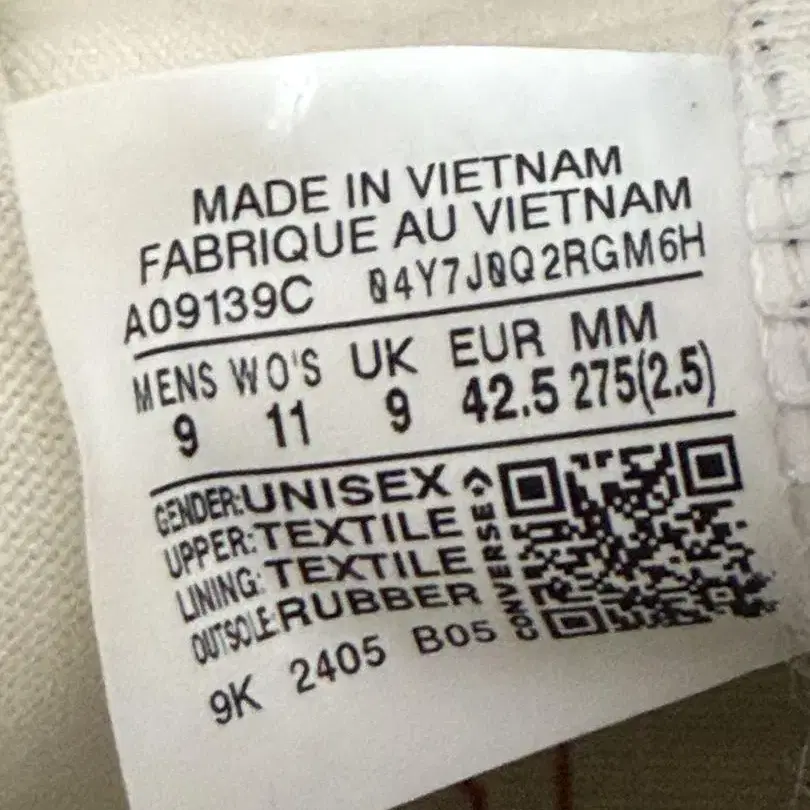 MADE IN VIETNAM
FABRIQUE AU VIETNAM
A09139C 04Y7J0Q2RGM6H
MENS WO'S UK EUR MM
9 11 9 42.5 275(2.5)
GENDER:UNISEX
UPPER:TEXTILE
LINING:TEXTILE
OUTSOLE:RUBBER
CONVERSE
9K 2405 B05